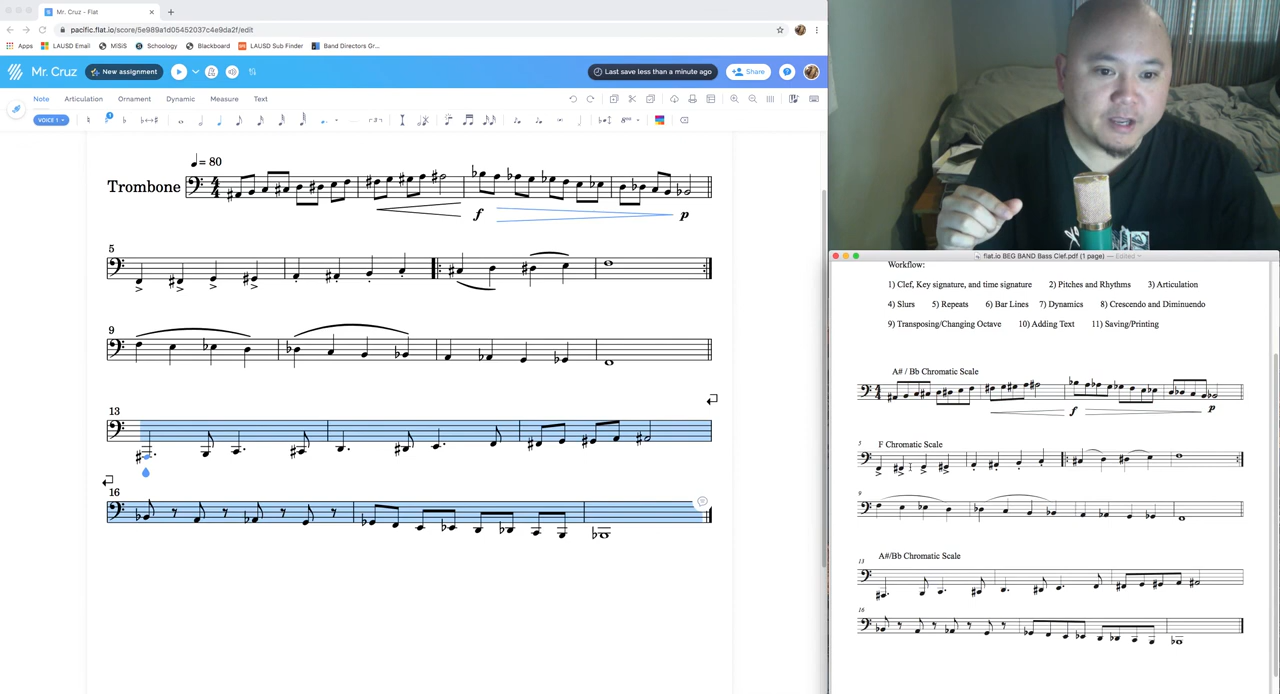 Mr. Cruz - Flat
pacific.flat.io/score/5e989a1d05452037c4e9da2f/edit
Apps LAUSD Email MiSiS Schoology Blackboard LAUSD Sub Finder Band Directors Gr...
Mr. Cruz New assignment Last save less than a minute ago Share
Note Articulation Ornament Dynamic Measure Text
VOICE 1
= 80
Trombone
f p
5
9
13
16
flat.io BEG BAND Bass Clef.pdf (1 page) — Edited
Workflow:
1) Clef, Key signature, and time signature 2) Pitches and Rhythms 3) Articulation
4) Slurs 5) Repeats 6) Bar Lines 7) Dynamics 8) Crescendo and Diminuendo
9) Transposing/Changing Octave 10) Adding Text 11) Saving/Printing
A# / Bb Chromatic Scale
f p
5 F Chromatic Scale
9
A#/Bb Chromatic Scale
13
16